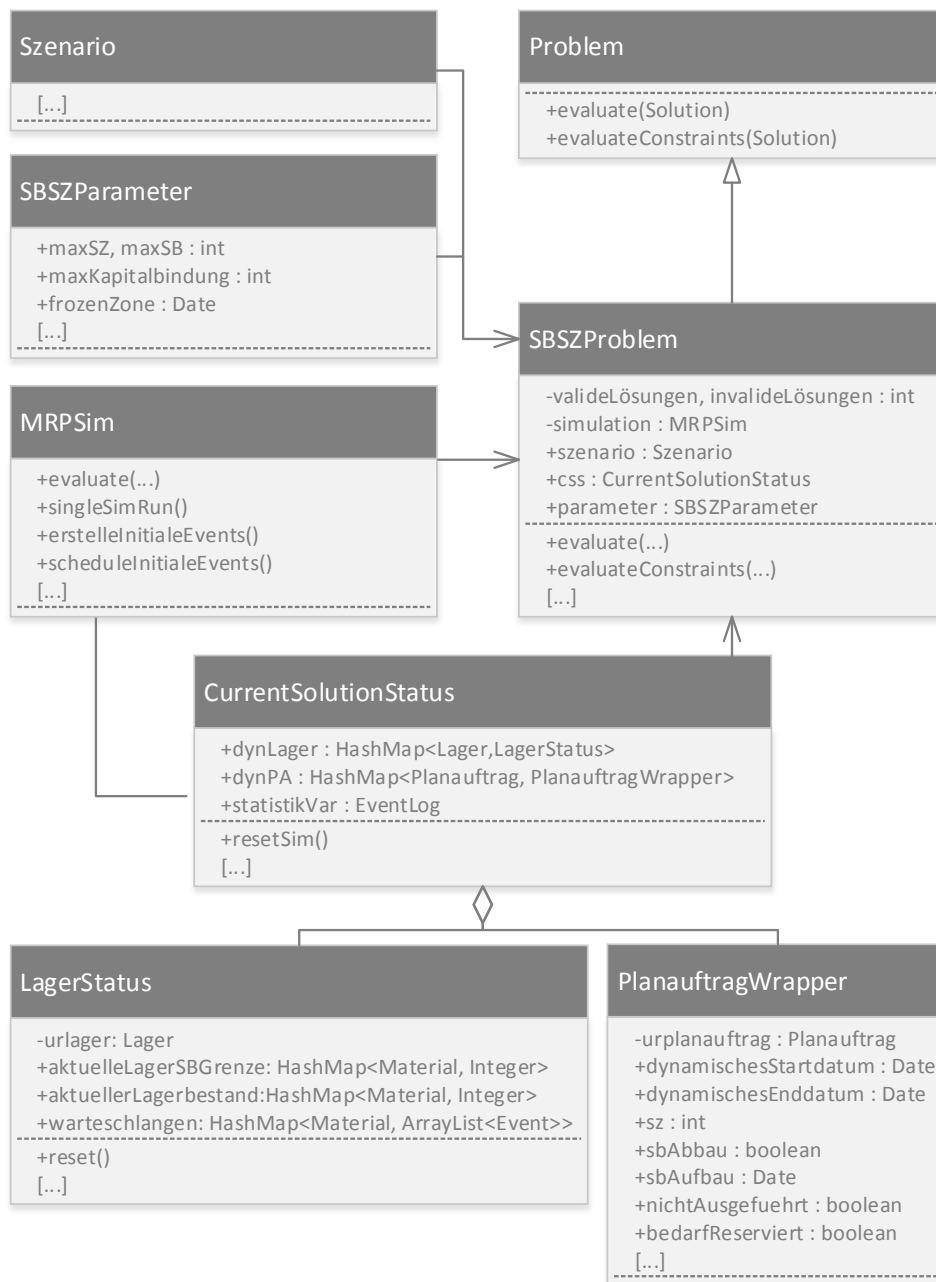 Szenario
[...]
SBSZParameter
+maxSZ, maxSB : int
+maxKapitalbindung : int
+frozenZone : Date
[...]
MRPSim
+evaluate(...)
+singleSimRun()
+erstelleInitialeEvents()
+scheduleInitialeEvents()
[...]
Problem
+evaluate(Solution)
+evaluateConstraints(Solution)
SBSZProblem
-valideLösungen, invalideLösungen : int
-simulation : MRPSim
+szenario : Szenario
+css : CurrentSolutionStatus
+parameter : SBSZParameter
+evaluate(...)
+evaluateConstraints(...)
[...]
CurrentSolutionStatus
+dynLager : HashMap<Lager,LagerStatus>
+dynPA : HashMap<Planauftrag, PlanauftragWrapper>
+statistikVar : EventLog
+resetSim()
[...]
LagerStatus
-urlager: Lager
+aktuelleLagerSBGrenze: HashMap<Material, Integer>
+aktuellerLagerbestand:HashMap<Material, Integer>
+warteschlangen: HashMap<Material, ArrayList<Event>>
+reset()
[...]
PlanauftragWrapper
-urplanauftrag : Planauftrag
+dynamischesStartdatum : Date
+dynamischesEnddatum : Date
+sz : int
+sbAbbau : boolean
+sbAufbau : Date
+nichtAusgefuehrt : boolean
+bedarfReserviert : boolean
[...]